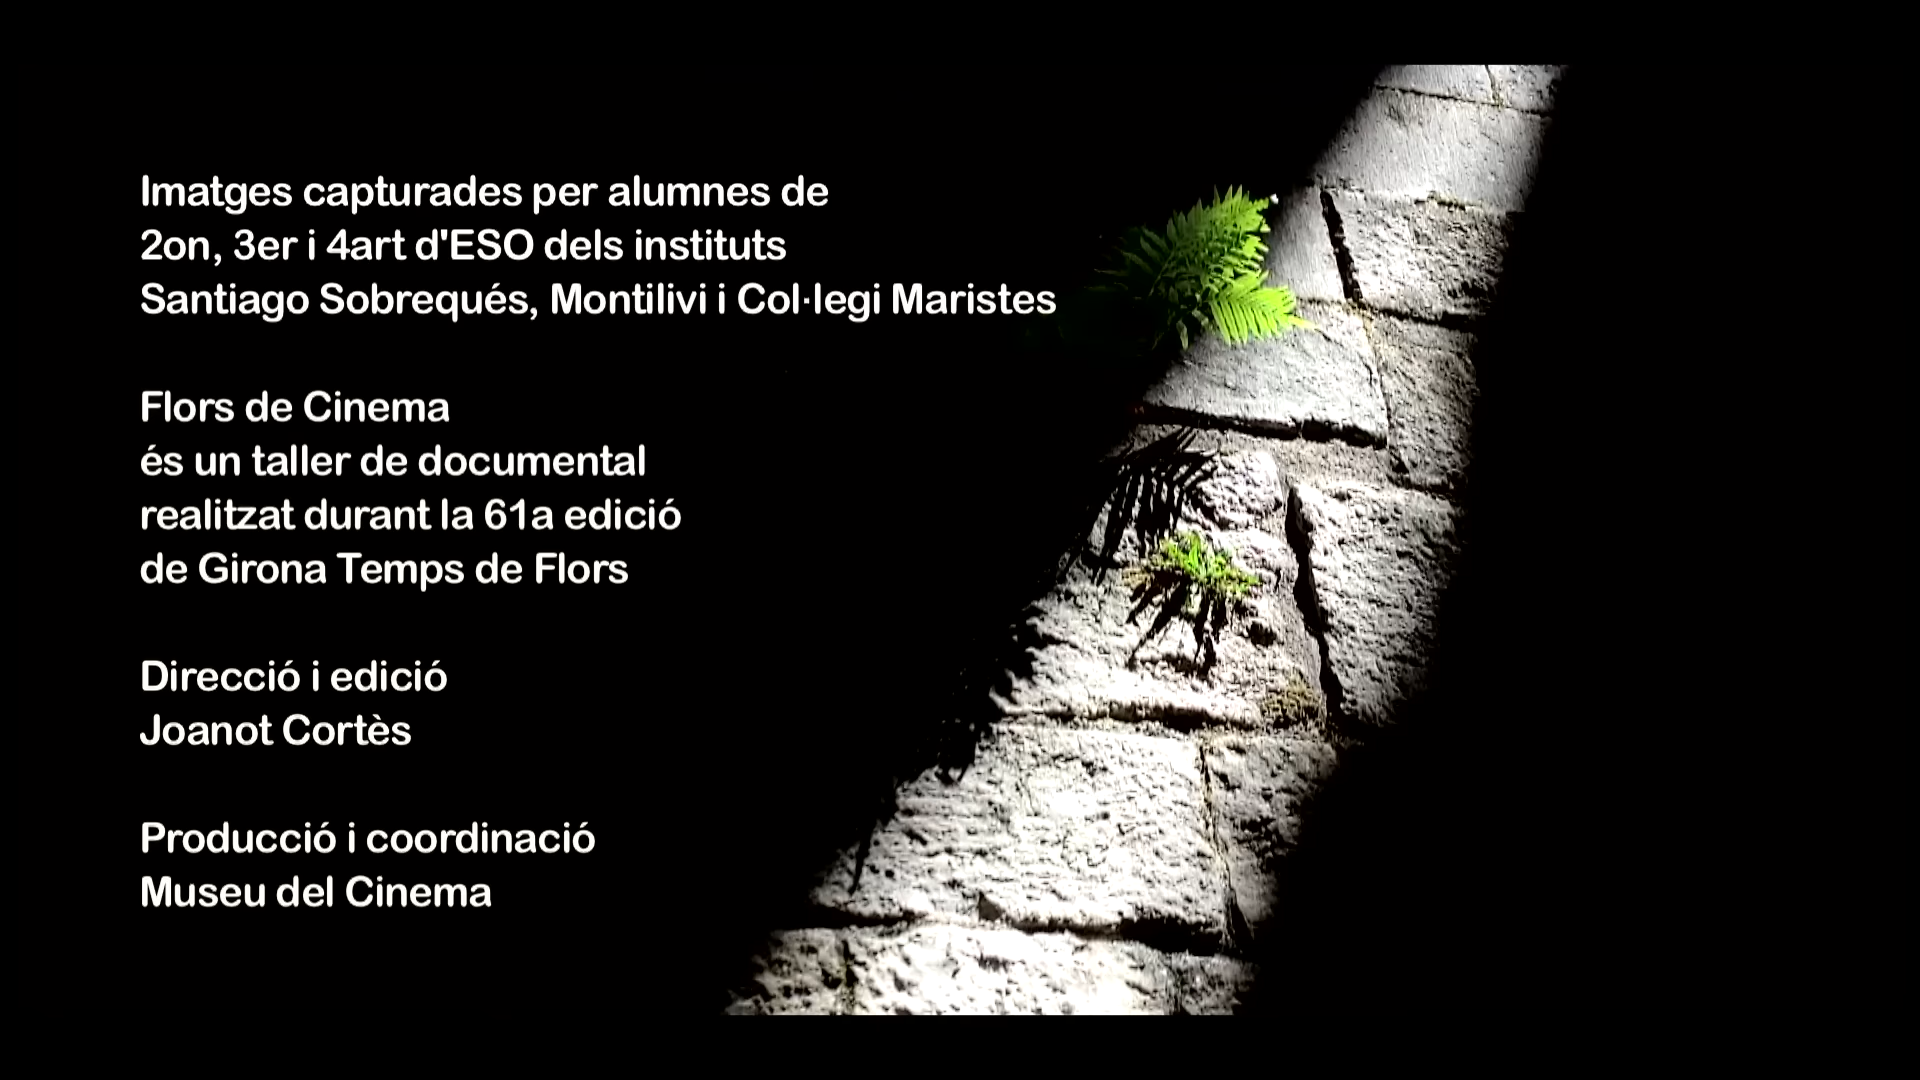 Imatges capturades per alumnes de
2on, 3er i 4art d'ESO dels instituts
Santiago Sobrequés, Montilivi i Col·legi Maristes
Flors de Cinema
és un taller de documental
realitzat durant la 61a edició
de Girona Temps de Flors
Direcció i edició
Joanot Cortès
Producció i coordinació
Museu del Cinema